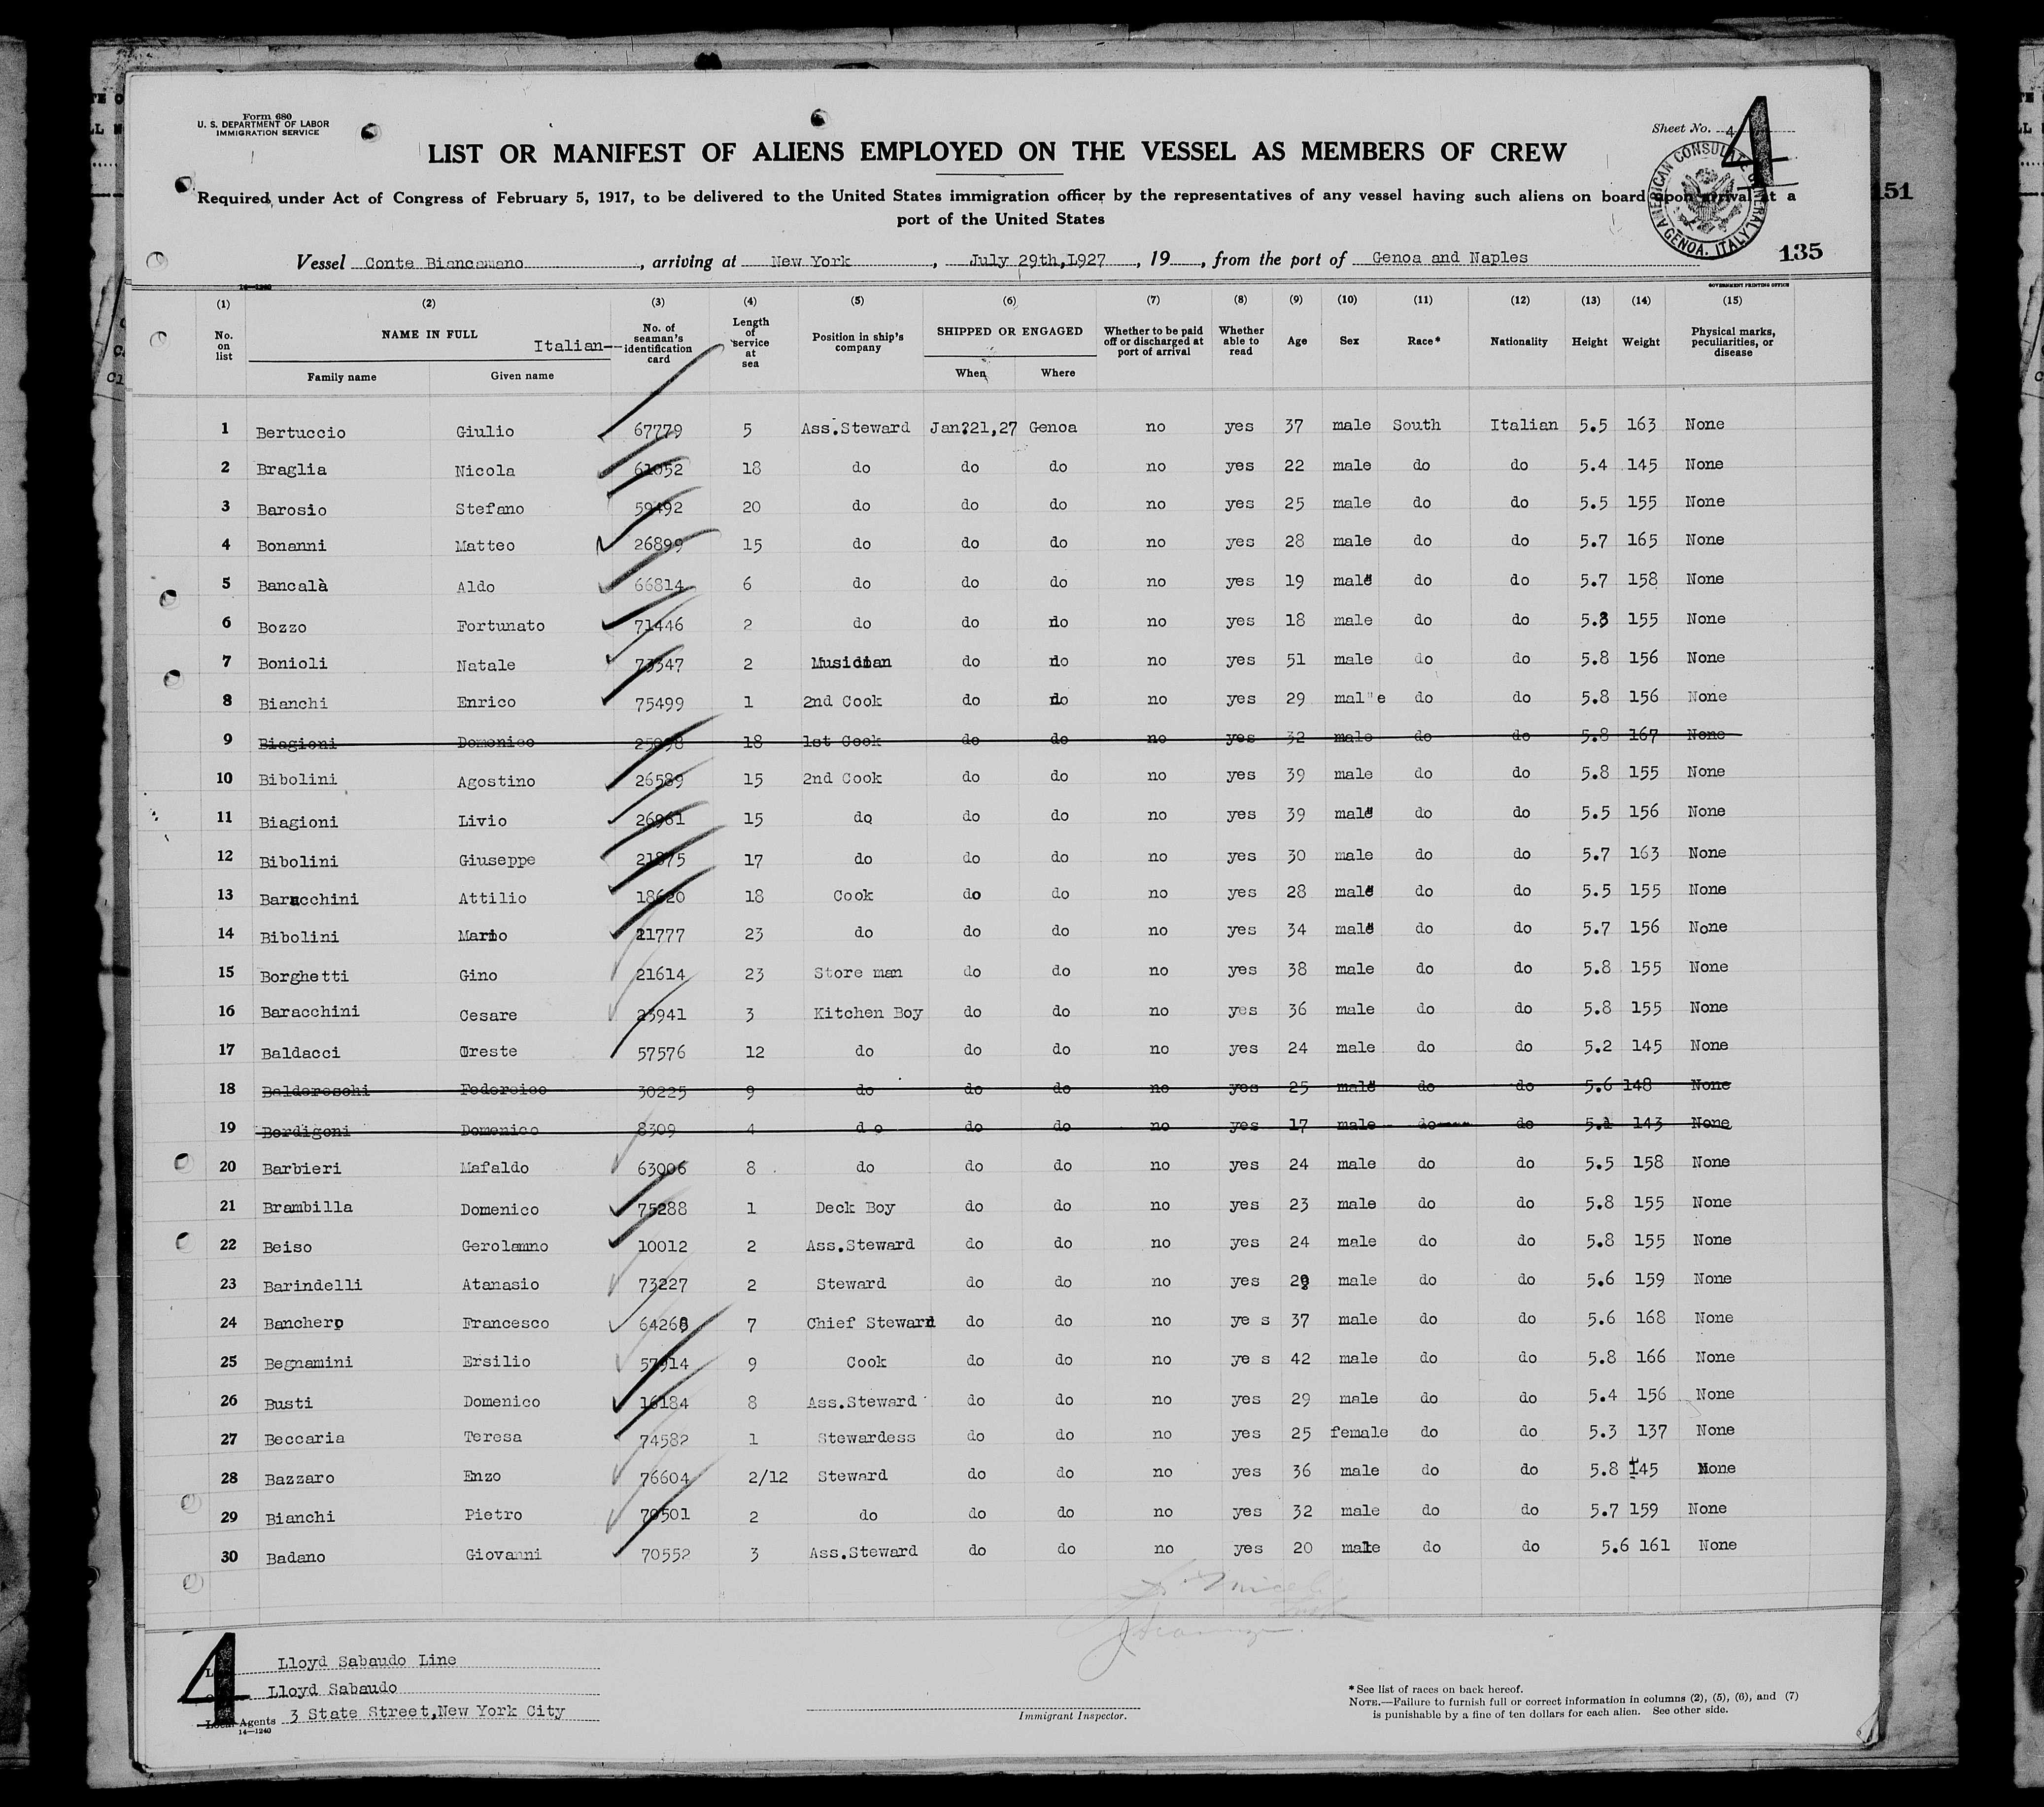 Form 680
U. S. DEPARTMENT OF LABOR
IMMIGRATION SERVICE
Sheet No. 4
4
LIST OR MANIFEST OF ALIENS EMPLOYED ON THE VESSEL AS MEMBERS OF CREW
Required under Act of Congress of February 5, 1917, to be delivered to the United States immigration officer by the representatives of any vessel having such aliens on board upon arrival at a
port of the United States
AMERICAN CONSULATE GENERAL GENOA, ITALY
151
135
Vessel Conte Biancamano, arriving at New York, July 29th,1927, 19, from the port of Genoa and Naples
14—1240
GOVERNMENT PRINTING OFFICE
(1) (2) (3) (4) (5) (6) (7) (8) (9) (10) (11) (12) (13) (14) (15)
No. on list NAME IN FULL Italian-- No. of seaman's identification card Length of service at sea Position in ship's company SHIPPED OR ENGAGED Whether to be paid off or discharged at port of arrival Whether able to read Age Sex Race* Nationality Height Weight Physical marks, peculiarities, or disease
Family name Given name When Where
1 Bertuccio Giulio 67779 5 Ass.Steward Jan?21,27 Genoa no yes 37 male South Italian 5.5 163 None
2 Braglia Nicola 61052 18 do do do no yes 22 male do do 5.4 145 None
3 Barosio Stefano 59492 20 do do do no yes 25 male do do 5.5 155 None
4 Bonanni Matteo 26899 15 do do do no yes 28 male do do 5.7 165 None
5 Bancalà Aldo 66814 6 do do do no yes 19 male do do 5.7 158 None
6 Bozzo Fortunato 71446 2 do do do no yes 18 male do do 5.8 155 None
7 Bonioli Natale 73347 2 Musician do do no yes 51 male do do 5.8 156 None
8 Bianchi Enrico 75499 1 2nd Cook do do no yes 29 mal"e do do 5.8 156 None
9 Biagioni Domenico 18 1st Cook do do no yes 32 male do do 5.8 167 None
10 Bibolini Agostino 26589 15 2nd Cook do do no yes 39 male do do 5.8 155 None
11 Biagioni Livio 26961 15 do do do no yes 39 male do do 5.5 156 None
12 Bibolini Giuseppe 21875 17 do do do no yes 30 male do do 5.7 163 None
13 Baracchini Attilio 18620 18 Cook do do no yes 28 male do do 5.5 155 None
14 Bibolini Mario 21777 23 do do do no yes 34 male do do 5.7 156 None
15 Borghetti Gino 21614 23 Store man do do no yes 38 male do do 5.8 155 None
16 Baracchini Cesare 23941 3 Kitchen Boy do do no yes 36 male do do 5.8 155 None
17 Baldacci Oreste 57576 12 do do do no yes 24 male do do 5.2 145 None
18 Baldereschi Federeico 30225 9 do do do no yes 25 male do do 5.6 148 None
19 Bordigoni Domenico 8309 4 d o do do no yes 17 male do do 5.1 143 None
20 Barbieri Mafaldo 63006 8 do do do no yes 24 male do do 5.5 158 None
21 Brambilla Domenico 75288 1 Deck Boy do do no yes 23 male do do 5.8 155 None
22 Beiso Gerolamno 10012 2 Ass.Steward do do no yes 24 male do do 5.8 155 None
23 Barindelli Atanasio 73227 2 Steward do do no yes 29 male do do 5.6 159 None
24 Banchero Francesco 64268 7 Chief Steward do do no ye s 37 male do do 5.6 168 None
25 Begnamini Ersilio 57914 9 Cook do do no ye s 42 male do do 5.8 166 None
26 Busti Domenico 16184 8 Ass.Steward do do no yes 29 male do do 5.4 156 None
27 Beccaria Teresa 74582 1 Stewardess do do no yes 25 female do do 5.3 137 None
28 Bazzaro Enzo 76604 2/12 Steward do do no yes 36 male do do 5.8 145 None
29 Bianchi Pietro 70501 2 do do do no yes 32 male do do 5.7 159 None
30 Badano Giovanni 70552 3 Ass.Steward do do no yes 20 male do do 5.6 161 None
4
Lloyd Sabaudo Line
Lloyd Sabaudo
Local Agents 3 State Street,New York City
14—1240
Immigrant Inspector.
* See list of races on back hereof.
NOTE.—Failure to furnish full or correct information in columns (2), (5), (6), and (7)
is punishable by a fine of ten dollars for each alien. See other side.